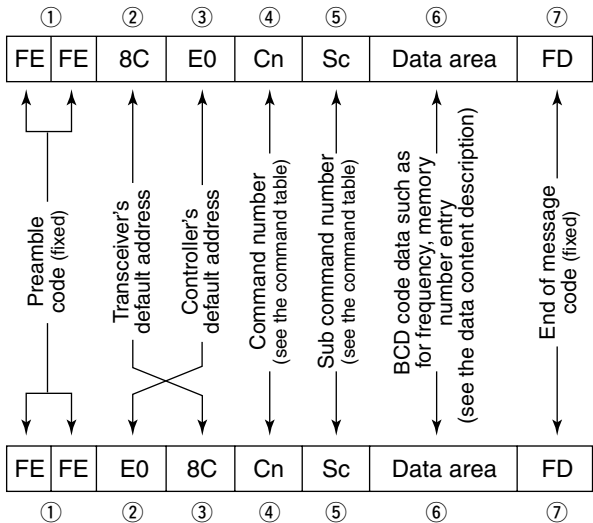 ① ② ③ ④ ⑤ ⑥ ⑦
FE FE 8C E0 Cn Sc Data area FD
Preamble
code (fixed)
Transceiver's
default address
Controller's
default address
Command number
(see the command table)
Sub command number
(see the command table)
BCD code data such as
for frequency, memory
number entry
(see the data content description)
End of message
code (fixed)
FE FE E0 8C Cn Sc Data area FD
① ② ③ ④ ⑤ ⑥ ⑦